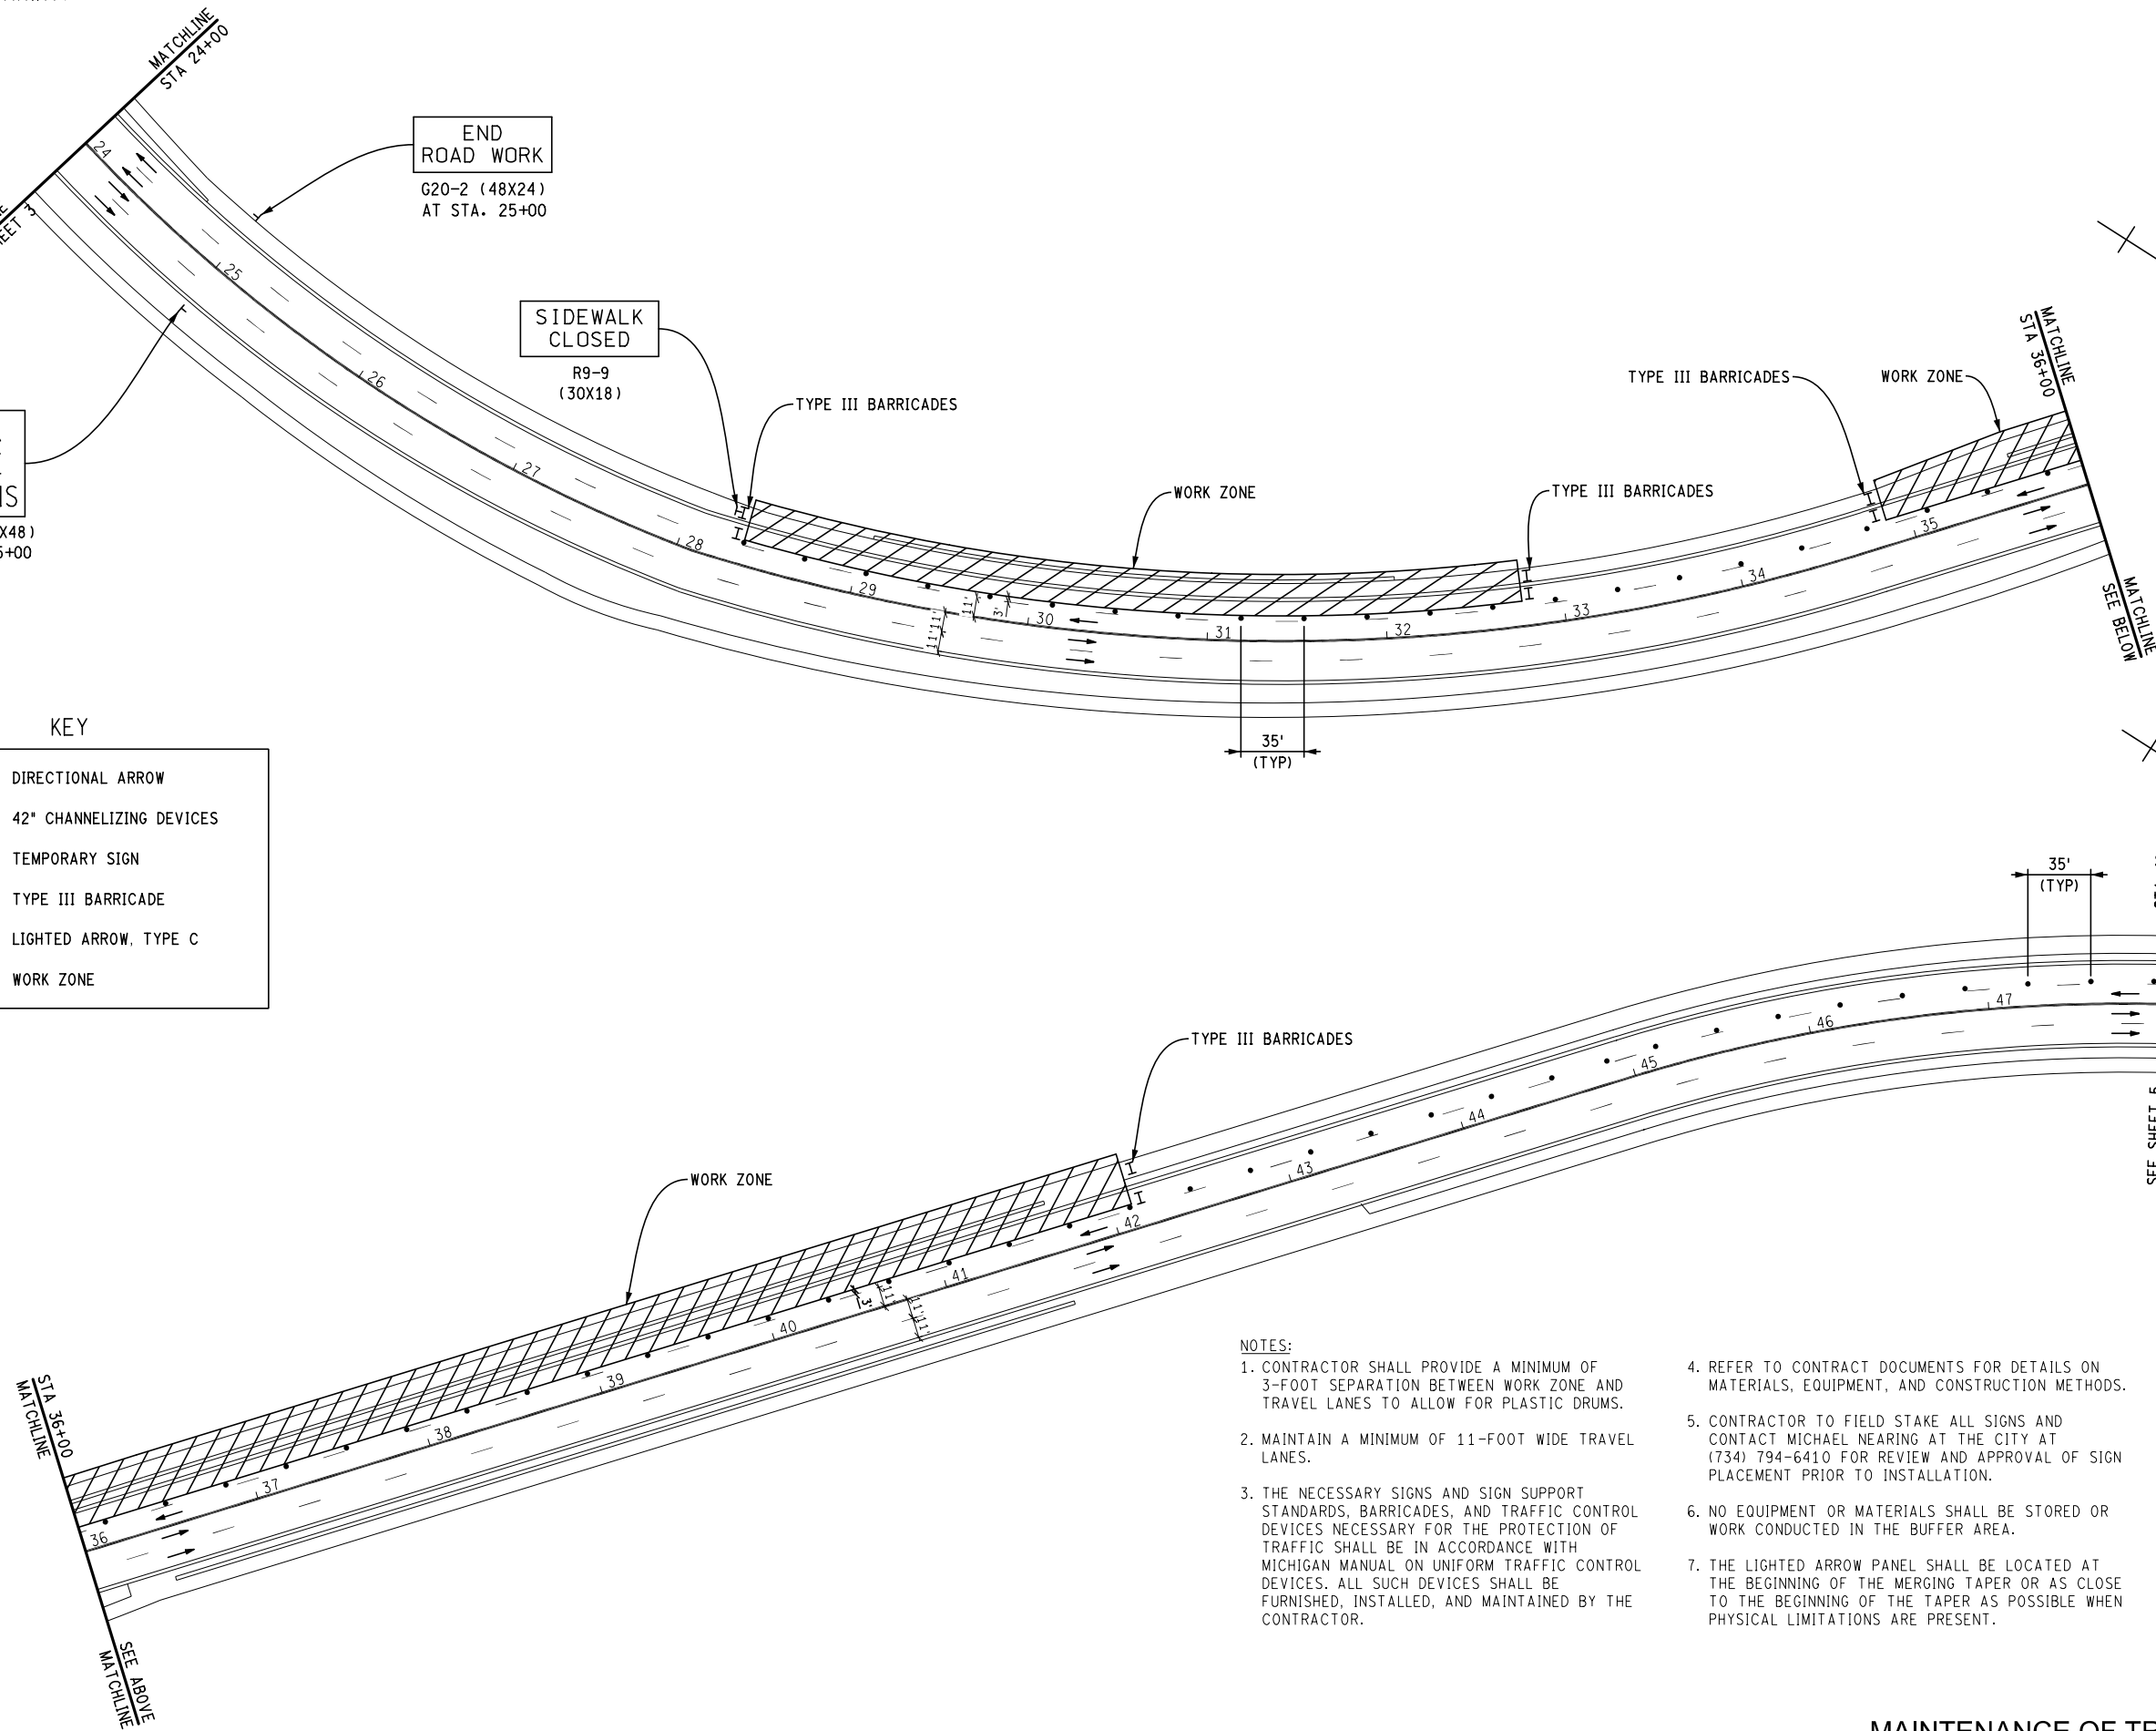 MATCHLINE
STA 24+00
SHEET 3
END
ROAD WORK
G20-2 (48X24)
AT STA. 25+00
SIDEWALK
CLOSED
R9-9
(30X18)
TYPE III BARRICADES
WORK ZONE
TYPE III BARRICADES
TYPE III BARRICADES
WORK ZONE
MATCHLINE
STA 36+00
MATCHLINE
SEE BELOW
24
25
26
27
28
29
30
31
32
33
34
35
11'
3'
11'
11'
35'
(TYP)
KEY
DIRECTIONAL ARROW
42" CHANNELIZING DEVICES
TEMPORARY SIGN
TYPE III BARRICADE
LIGHTED ARROW, TYPE C
WORK ZONE
35'
(TYP)
TYPE III BARRICADES
WORK ZONE
36
37
38
39
40
41
42
43
44
45
46
47
3'
11'
11'
11'
SEE SHEET 5
STA 36+00
MATCHLINE
SEE ABOVE
MATCHLINE
NOTES:
1. CONTRACTOR SHALL PROVIDE A MINIMUM OF
3-FOOT SEPARATION BETWEEN WORK ZONE AND
TRAVEL LANES TO ALLOW FOR PLASTIC DRUMS.
2. MAINTAIN A MINIMUM OF 11-FOOT WIDE TRAVEL
LANES.
3. THE NECESSARY SIGNS AND SIGN SUPPORT
STANDARDS, BARRICADES, AND TRAFFIC CONTROL
DEVICES NECESSARY FOR THE PROTECTION OF
TRAFFIC SHALL BE IN ACCORDANCE WITH
MICHIGAN MANUAL ON UNIFORM TRAFFIC CONTROL
DEVICES. ALL SUCH DEVICES SHALL BE
FURNISHED, INSTALLED, AND MAINTAINED BY THE
CONTRACTOR.
4. REFER TO CONTRACT DOCUMENTS FOR DETAILS ON
MATERIALS, EQUIPMENT, AND CONSTRUCTION METHODS.
5. CONTRACTOR TO FIELD STAKE ALL SIGNS AND
CONTACT MICHAEL NEARING AT THE CITY AT
(734) 794-6410 FOR REVIEW AND APPROVAL OF SIGN
PLACEMENT PRIOR TO INSTALLATION.
6. NO EQUIPMENT OR MATERIALS SHALL BE STORED OR
WORK CONDUCTED IN THE BUFFER AREA.
7. THE LIGHTED ARROW PANEL SHALL BE LOCATED AT
THE BEGINNING OF THE MERGING TAPER OR AS CLOSE
TO THE BEGINNING OF THE TAPER AS POSSIBLE WHEN
PHYSICAL LIMITATIONS ARE PRESENT.
MAINTENANCE OF